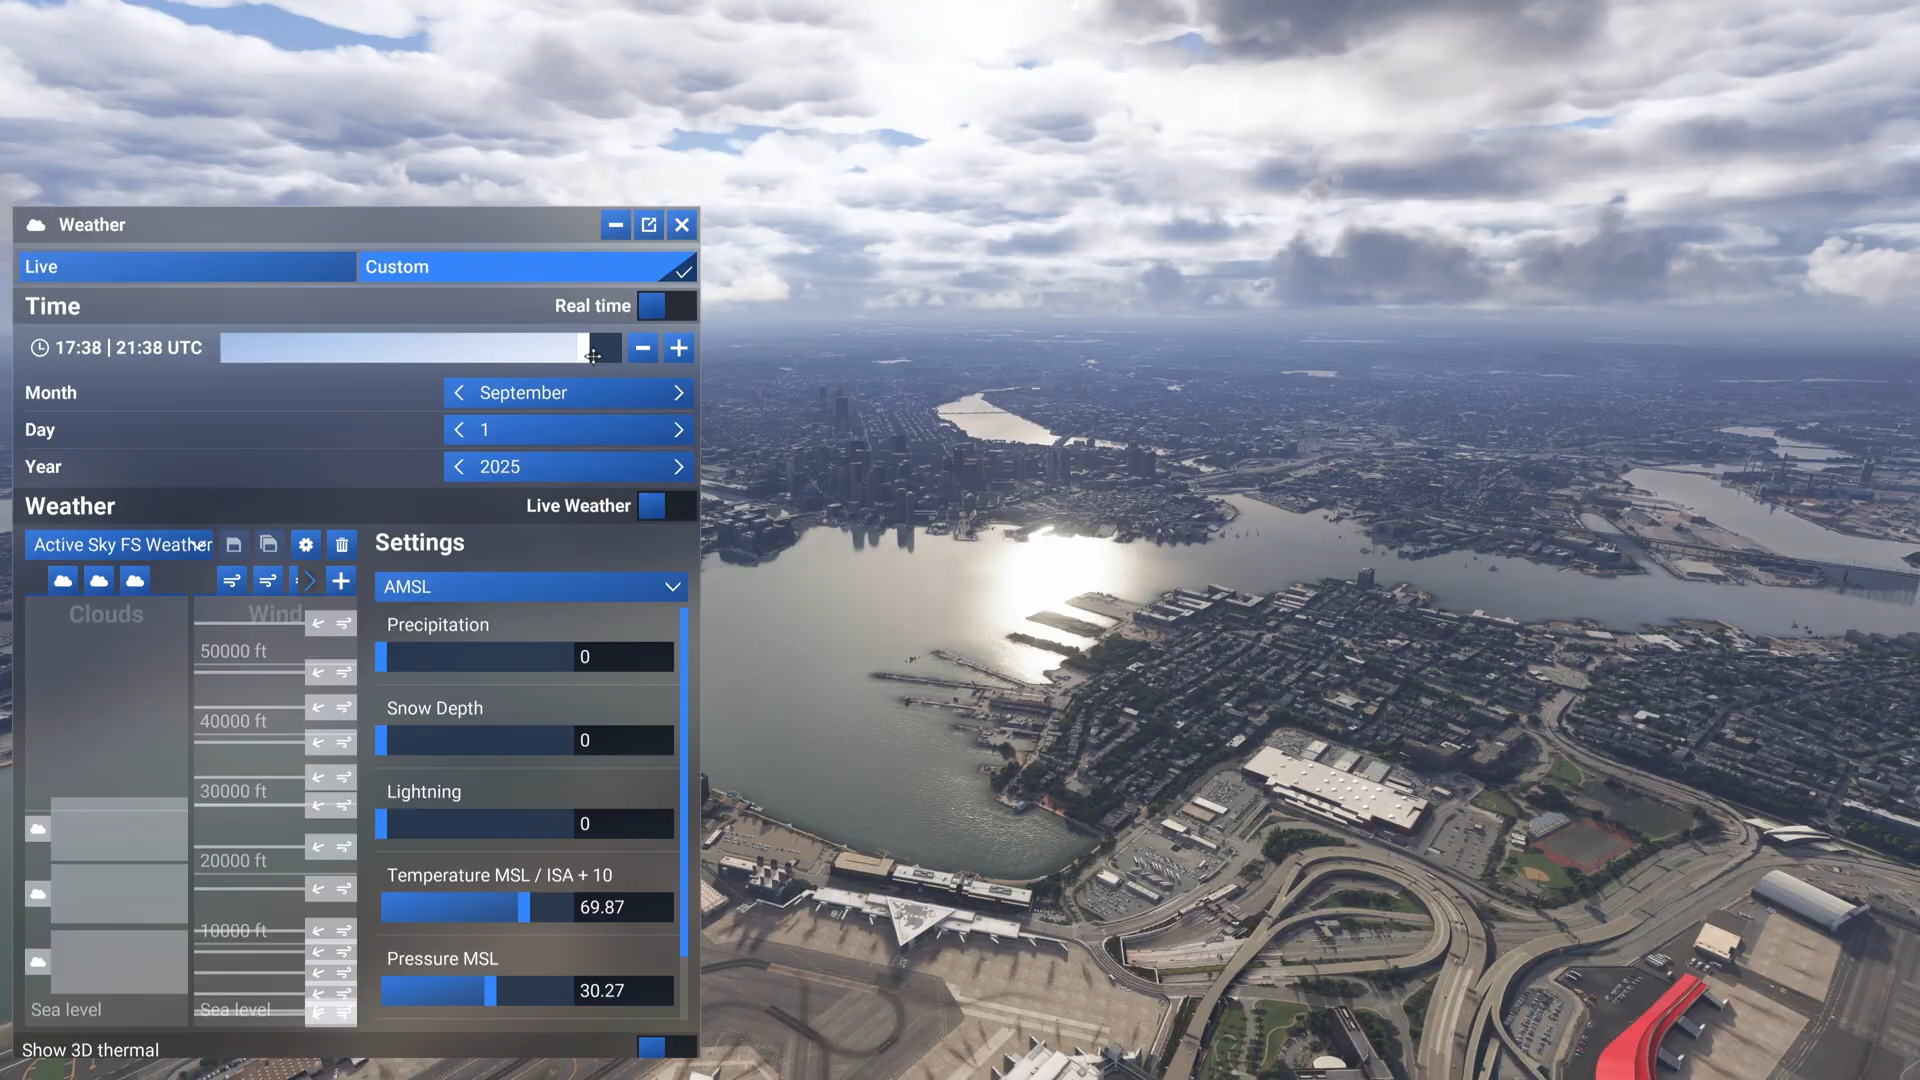 Weather
Live
Custom
Time
Real time
17:38 | 21:38 UTC
Month
September
Day
1
Year
2025
Weather
Live Weather
Active Sky FS Weather
Settings
AMSL
Clouds
Wind
Precipitation
0
50000 ft
Snow Depth
40000 ft
0
Lightning
30000 ft
0
20000 ft
Temperature MSL / ISA + 10
69.87
10000 ft
Pressure MSL
30.27
Sea level
Sea level
Show 3D thermal